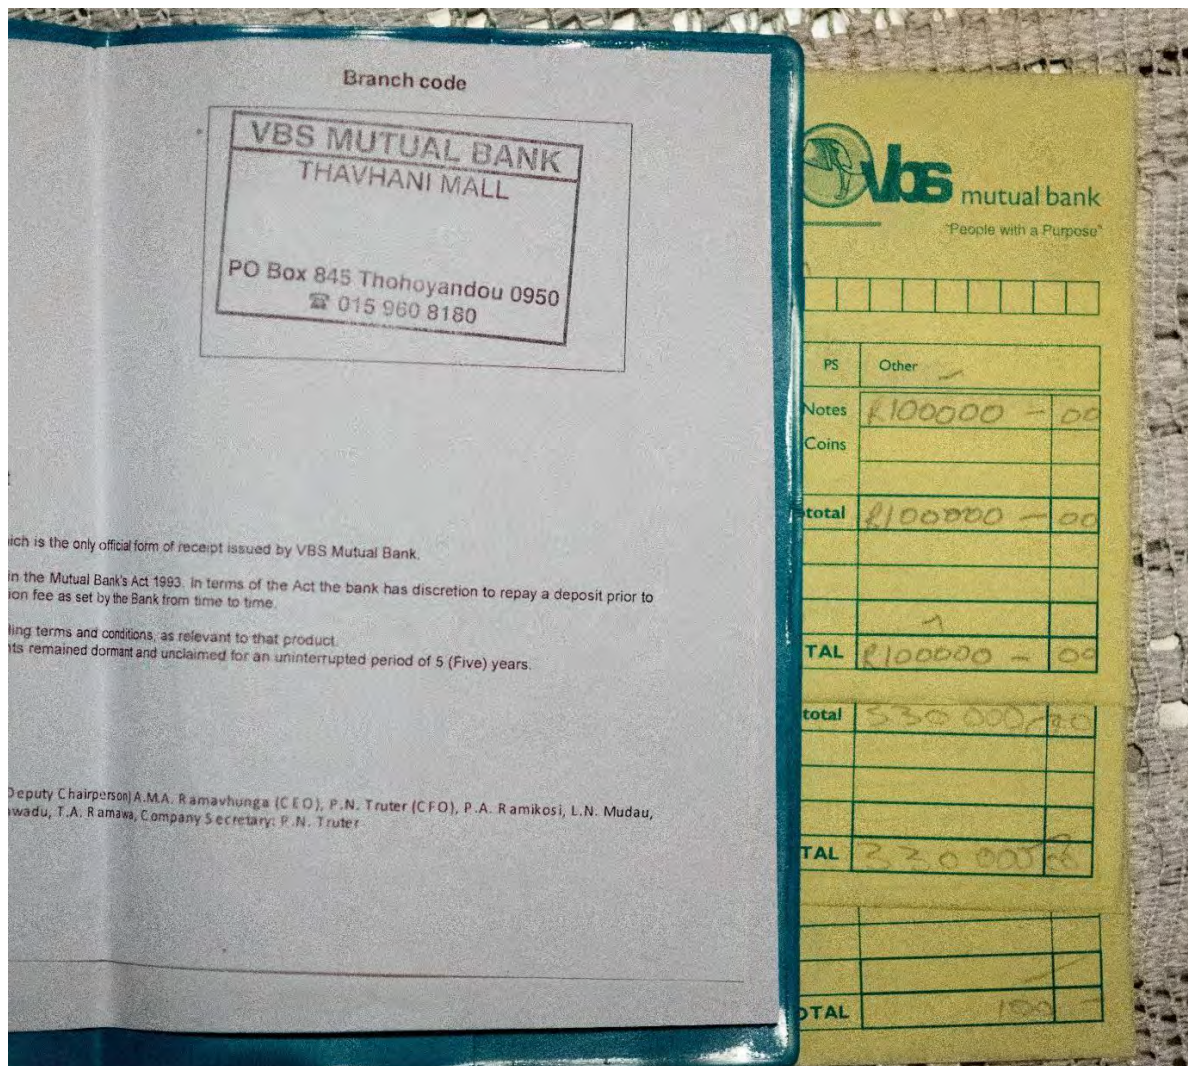 Branch code
VBS MUTUAL BANK
THAVHANI MALL
PO Box 845 Thohoyandou 0950
☎ 015 960 8180
is the only official form of receipt issued by VBS Mutual Bank.
in the Mutual Bank's Act 1993. In terms of the Act the bank has discretion to repay a deposit prior to
fee as set by the Bank from time to time.
terms and conditions, as relevant to that product.
remained dormant and unclaimed for an uninterrupted period of 5 (Five) years.
Deputy Chairperson) A.M.A. Ramavhunga (CEO), P.N. Truter (CFO), P.A. Ramikosi, L.N. Mudau,
T.A. Ramawa, Company Secretary: P.N. Truter
Vbs mutual bank
"People with a Purpose"
PS Other
Notes R100000 - 00
Coins
total R100000 - 00
TAL R100000 - 00
total 330 000
TAL 330 000
OTAL 100 -